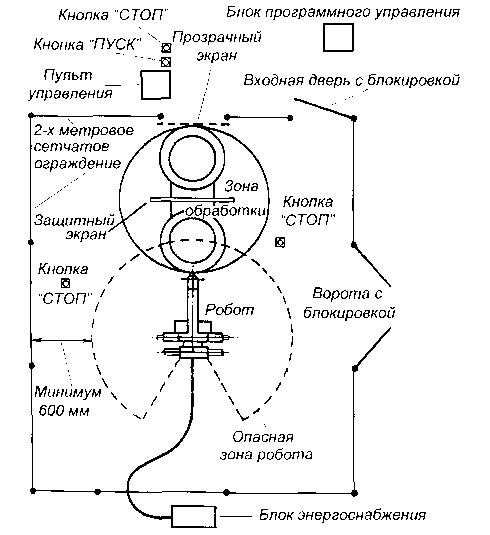 Кнопка “СТОП”
Блок программного управления
Кнопка “ПУСК”
Прозрачный
экран
Пульт
управления
Входная дверь с блокировкой
2-х метровое
сетчатое
ограждение
Зона
обработки
Защитный
экран
Кнопка
“СТОП”
Кнопка
“СТОП”
Робот
Ворота с
блокировкой
Минимум
600 мм
Опасная
зона робота
Блок энергоснабжения